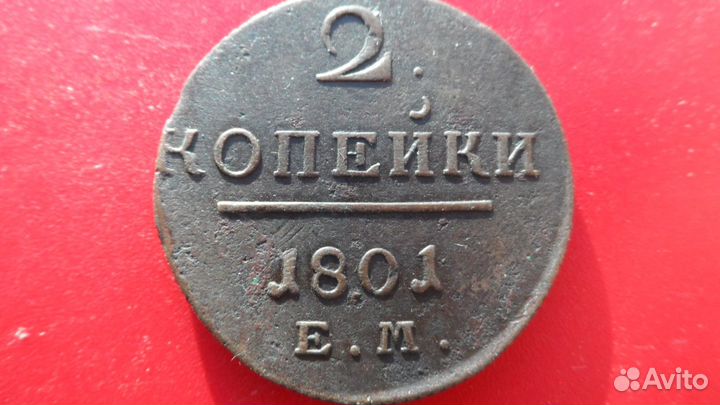 2.
КОПЕЙКИ
1801
Е.М.
Avito